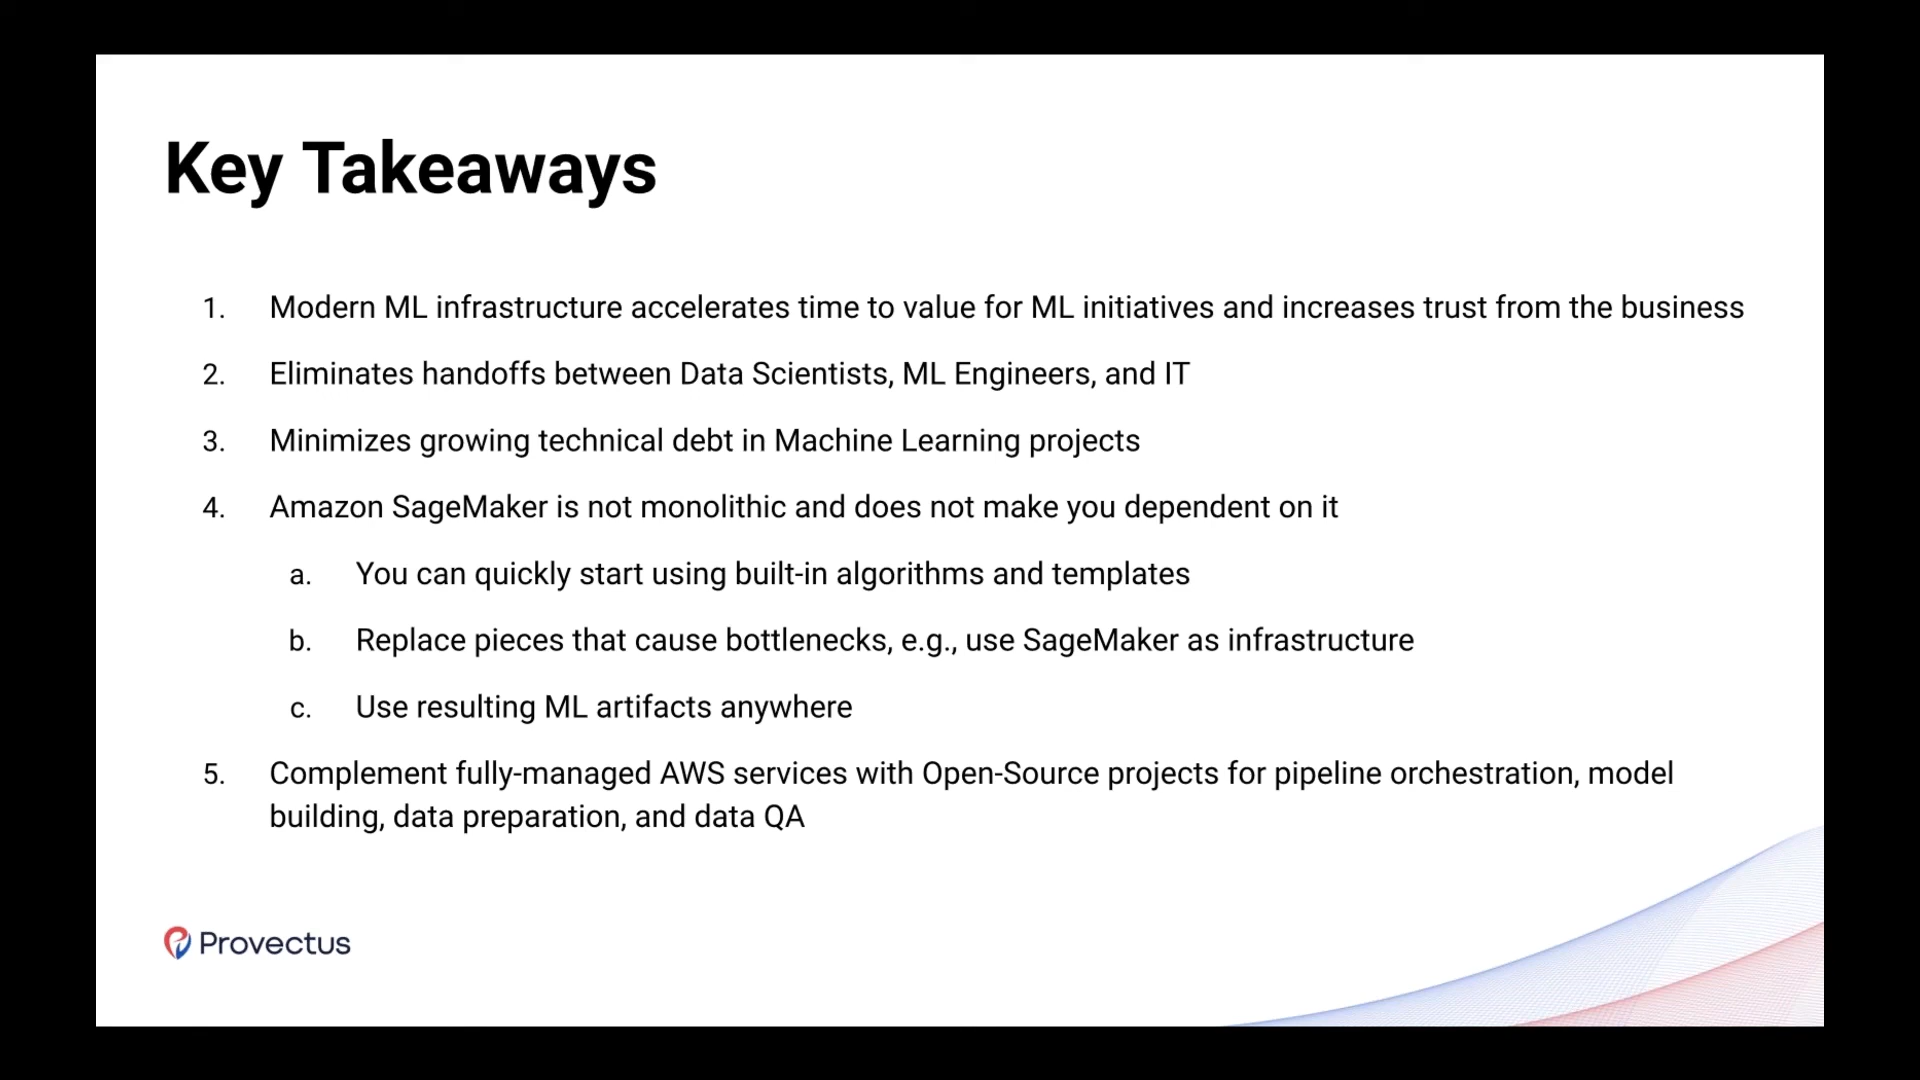 Key Takeaways
1. Modern ML infrastructure accelerates time to value for ML initiatives and increases trust from the business
2. Eliminates handoffs between Data Scientists, ML Engineers, and IT
3. Minimizes growing technical debt in Machine Learning projects
4. Amazon SageMaker is not monolithic and does not make you dependent on it
a. You can quickly start using built-in algorithms and templates
b. Replace pieces that cause bottlenecks, e.g., use SageMaker as infrastructure
c. Use resulting ML artifacts anywhere
5. Complement fully-managed AWS services with Open-Source projects for pipeline orchestration, model
building, data preparation, and data QA
Provectus